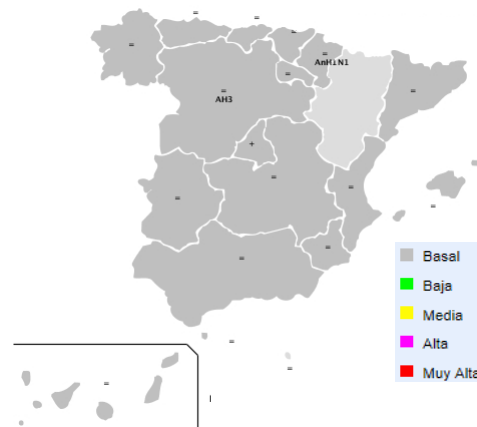 =
=
=
=
=
AnH1N1
=
=
AH3
=
+
=
=
=
=
=
=
=
=
=
Basal
Baja
Media
Alta
Muy Alta